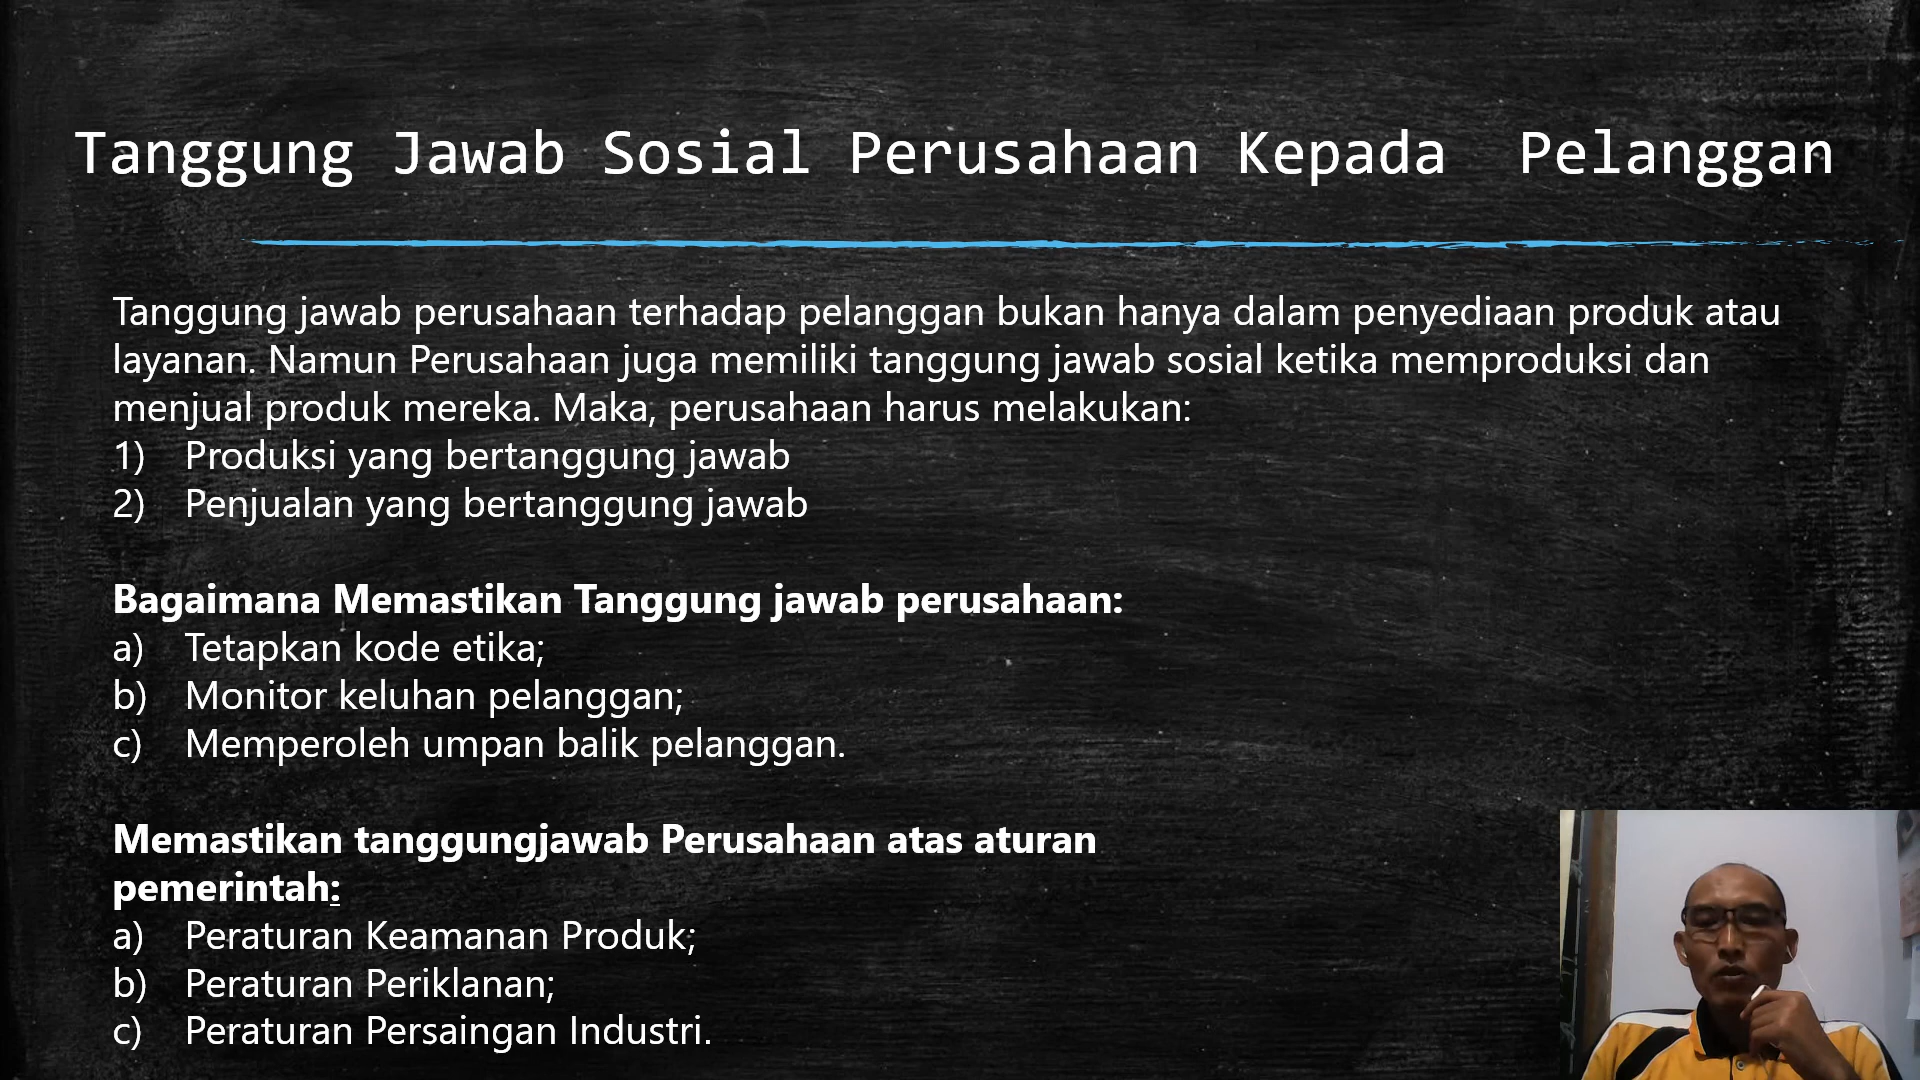 Tanggung Jawab Sosial Perusahaan Kepada  Pelanggan
Tanggung jawab perusahaan terhadap pelanggan bukan hanya dalam penyediaan produk atau
layanan. Namun Perusahaan juga memiliki tanggung jawab sosial ketika memproduksi dan
menjual produk mereka. Maka, perusahaan harus melakukan:
1) Produksi yang bertanggung jawab
2) Penjualan yang bertanggung jawab
Bagaimana Memastikan Tanggung jawab perusahaan:
a) Tetapkan kode etika;
b) Monitor keluhan pelanggan;
c) Memperoleh umpan balik pelanggan.
Memastikan tanggungjawab Perusahaan atas aturan
pemerintah:
a) Peraturan Keamanan Produk;
b) Peraturan Periklanan;
c) Peraturan Persaingan Industri.